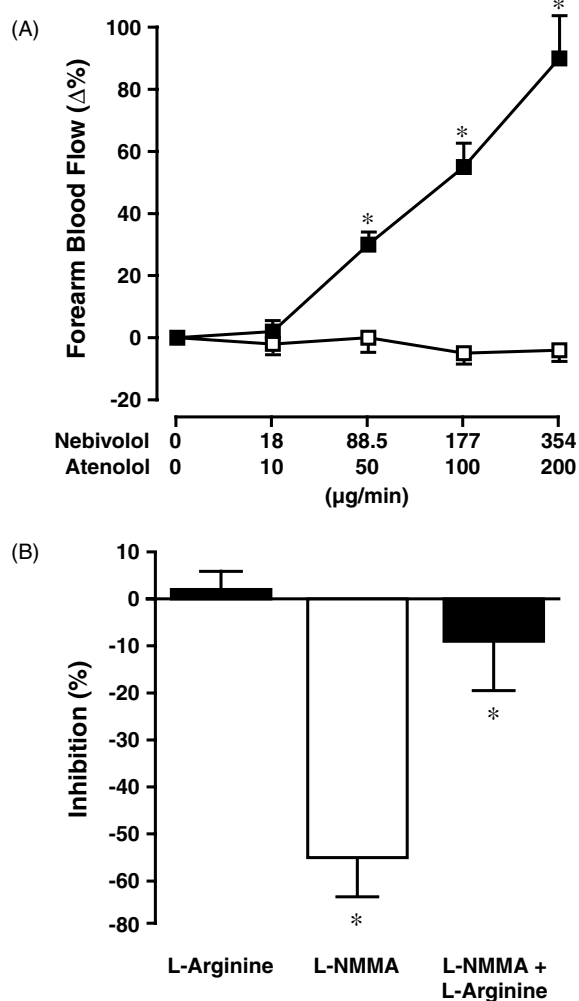 (A)
Forearm Blood Flow (Δ%)
100
80
60
40
20
0
-20
*
*
*
Nebivolol 0 18 88.5 177 354
Atenolol 0 10 50 100 200
(µg/min)
(B)
Inhibition (%)
10
0
-10
-20
-30
-40
-50
-60
-80
*
*
L-Arginine L-NMMA L-NMMA +
L-Arginine